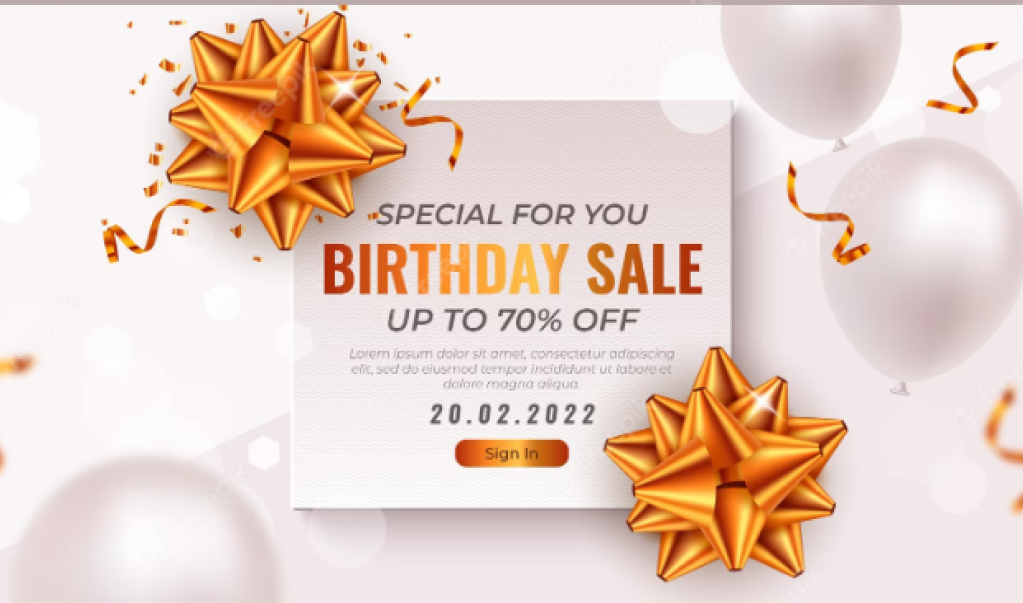 SPECIAL FOR YOU
BIRTHDAY SALE
UP TO 70% OFF
Lorem ipsum dolor sit amet, consectetur adipiscing
elit, sed do eiusmod tempor incididunt ut labore et
dolore magna aliqua.
20.02.2022
Sign In